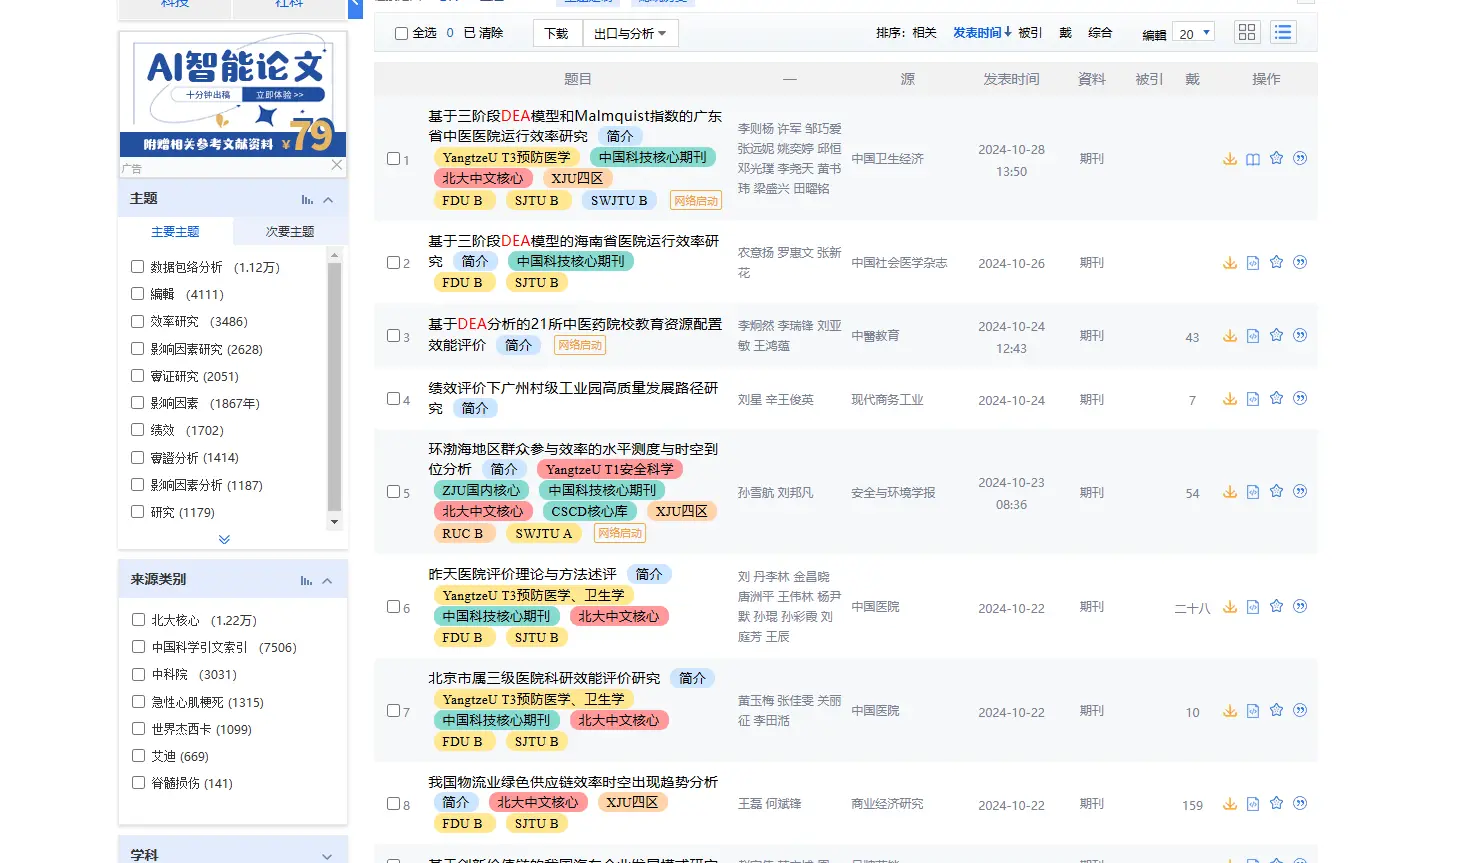 科技 社科
AI智能论文
十分钟出稿 立即体验 >>
附赠相关参考文献资料 ¥79
广告
主题
主要主题 次要主题
数据包络分析 (1.12万)
编辑 (4111)
效率研究 (3486)
影响因素研究 (2628)
实证研究 (2051)
影响因素 (1867年)
绩效 (1702)
实证分析 (1414)
影响因素分析 (1187)
研究 (1179)
来源类别
北大核心 (1.22万)
中国科学引文索引 (7506)
中科院 (3031)
急性心肌梗死 (1315)
世界杰西卡 (1099)
艾迪 (669)
脊髓损伤 (141)
学科
全选 0 已 清除 下载 出口与分析 排序: 相关 发表时间↓ 被引 戴 综合 编辑 20
题目 — 源 发表时间 資料 被引 戴 操作
1
基于三阶段DEA模型和Malmquist指数的广东
省中医医院运行效率研究 简介
YangtzeU T3预防医学 中国科技核心期刊
北大中文核心 XJU四区
FDU B SJTU B SWJTU B 网络启动
李则杨 许军 邹巧爱
张远妮 姚奕婷 邱恒
邓光璞 李尧天 黄书
玮 梁盛兴 田曜铭
中国卫生经济
2024-10-28
13:50
期刊
2
基于三阶段DEA模型的海南省医院运行效率研
究 简介 中国科技核心期刊
FDU B SJTU B
农意扬 罗惠文 张新
花
中国社会医学杂志
2024-10-26
期刊
3
基于DEA分析的21所中医药院校教育资源配置
效能评价 简介 网络启动
李炯然 李瑞锋 刘亚
敏 王鸿蕴
中醫教育
2024-10-24
12:43
期刊
43
4
绩效评价下广州村级工业园高质量发展路径研
究 简介
刘星 辛王俊英
现代商务工业
2024-10-24
期刊
7
5
环渤海地区群众参与效率的水平测度与时空到
位分析 简介 YangtzeU T1安全科学
ZJU国内核心 中国科技核心期刊
北大中文核心 CSCD核心库 XJU四区
RUC B SWJTU A 网络启动
孙雪航 刘邦凡
安全与环境学报
2024-10-23
08:36
期刊
54
6
昨天医院评价理论与方法述评 简介
YangtzeU T3预防医学、卫生学
中国科技核心期刊 北大中文核心
FDU B SJTU B
刘 丹李林 金昌晓
唐洲平 王伟林 杨尹
默 孙琨 孙彩霞 刘
庭芳 王辰
中国医院
2024-10-22
期刊
二十八
7
北京市属三级医院科研效能评价研究 简介
YangtzeU T3预防医学、卫生学
中国科技核心期刊 北大中文核心
FDU B SJTU B
黄玉梅 张佳雯 关丽
征 李田湉
中国医院
2024-10-22
期刊
10
8
我国物流业绿色供应链效率时空出现趋势分析
简介 北大中文核心 XJU四区
FDU B SJTU B
王磊 何斌锋
商业经济研究
2024-10-22
期刊
159